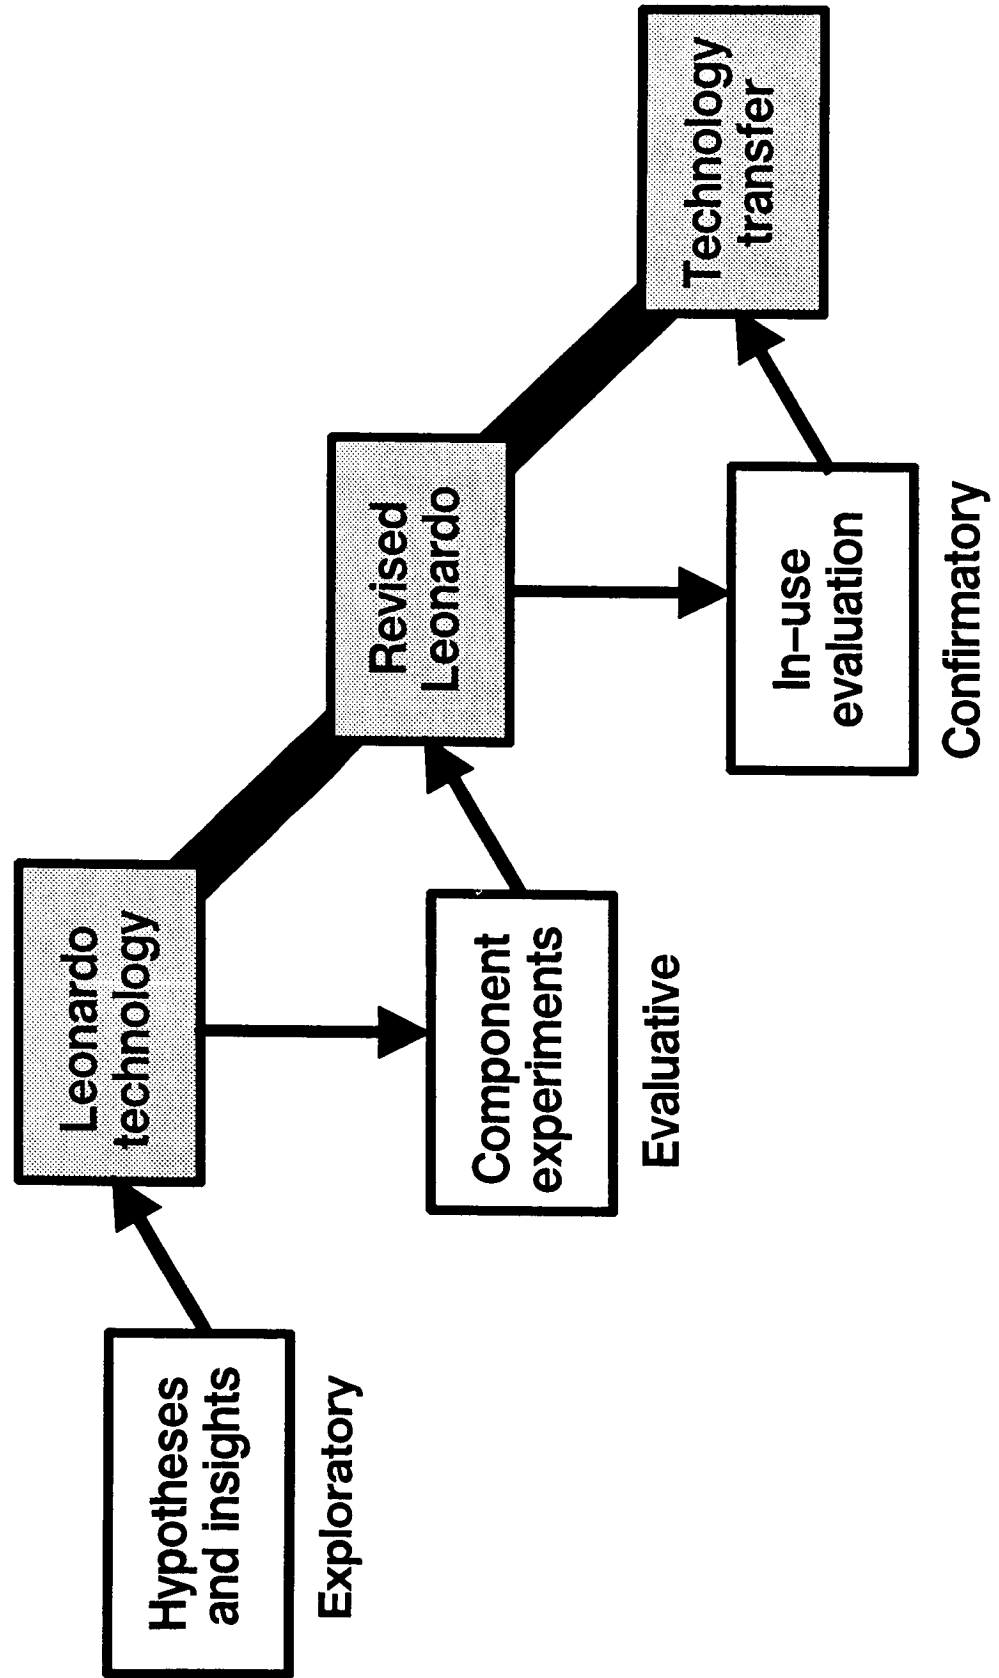 Hypotheses
and insights
Exploratory
Leonardo
technology
Component
experiments
Evaluative
Revised
Leonardo
In–use
evaluation
Confirmatory
Technology
transfer